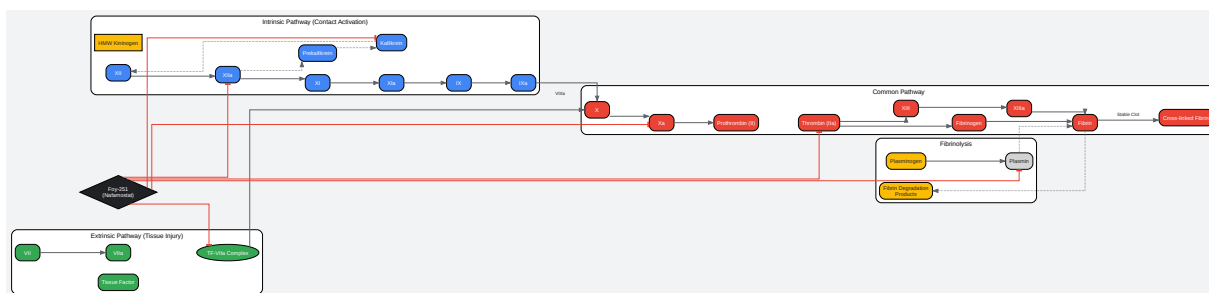 Intrinsic Pathway (Contact Activation)
HMW Kininogen
Kallikrein
Prekallikrein
XII
XIIa
XI
XIa
IX
IXa
VIIIa
Common Pathway
X
Xa
Prothrombin (II)
Thrombin (IIa)
XIII
XIIIa
Fibrinogen
Fibrin
Stable Clot
Cross-linked Fibrin
Fibrinolysis
Plasminogen
Plasmin
Fibrin Degradation
Products
Foy-251
(Nafamostat)
Extrinsic Pathway (Tissue Injury)
VII
VIIa
TF-VIIa Complex
Tissue Factor